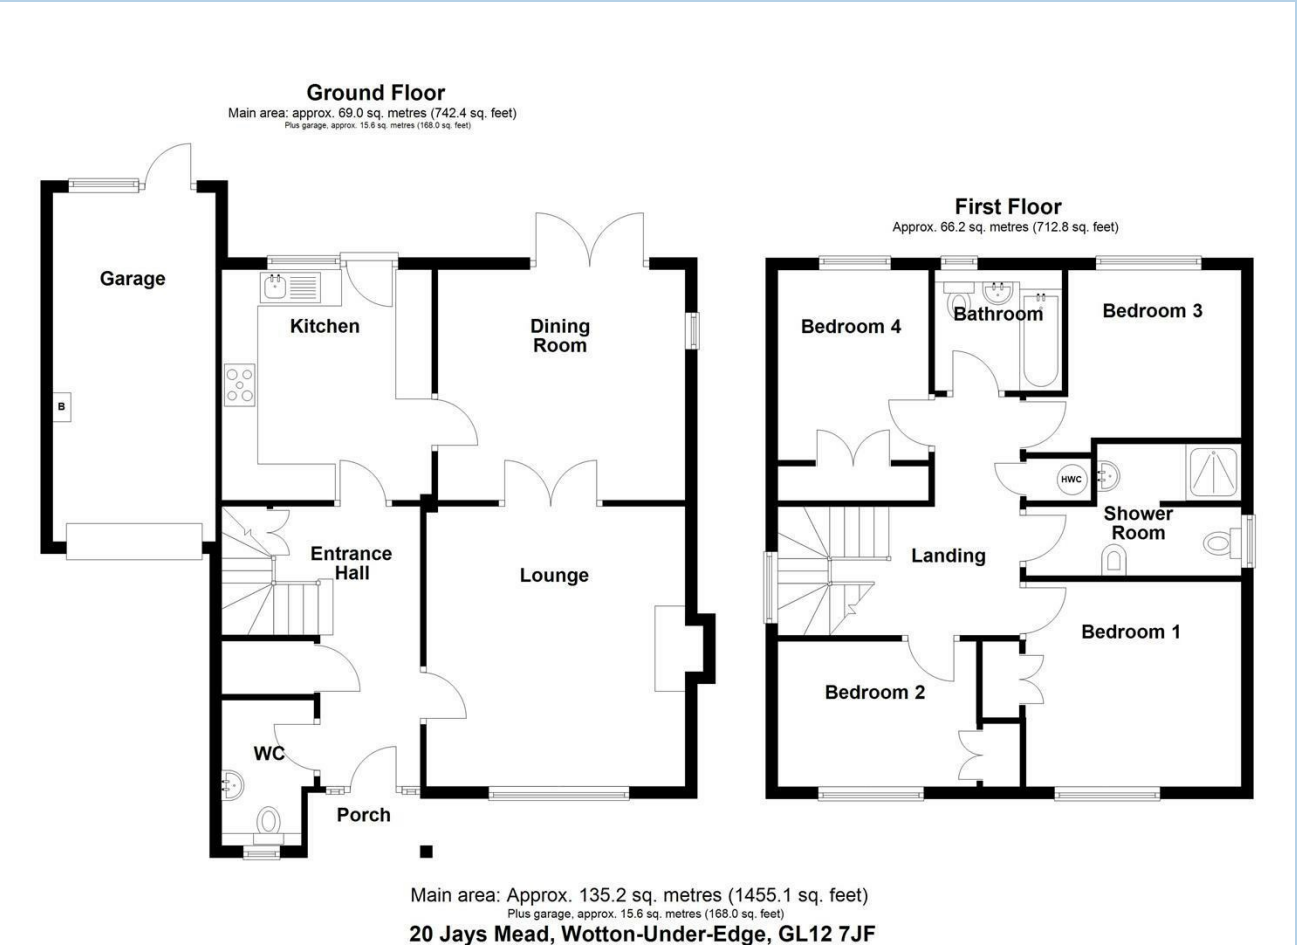 Ground Floor
Main area: approx. 69.0 sq. metres (742.4 sq. feet)
Plus garage, approx. 15.6 sq. metres (168.0 sq. feet)
Garage
B
Kitchen
Dining
Room
Entrance
Hall
Lounge
WC
Porch
First Floor
Approx. 66.2 sq. metres (712.8 sq. feet)
Bedroom 4
Bathroom
Bedroom 3
HWC
Shower
Room
Landing
Bedroom 1
Bedroom 2
Main area: Approx. 135.2 sq. metres (1455.1 sq. feet)
Plus garage, approx. 15.6 sq. metres (168.0 sq. feet)
20 Jays Mead, Wotton-Under-Edge, GL12 7JF